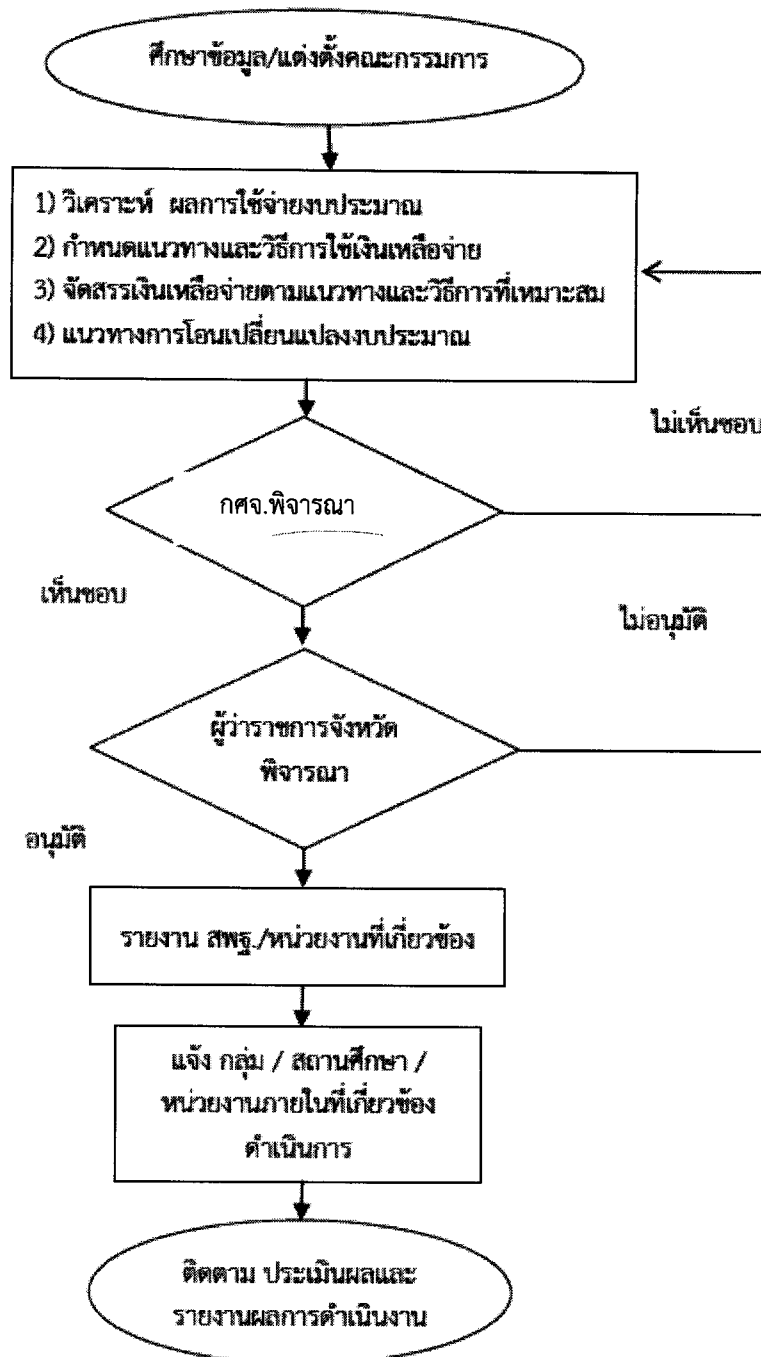 ศึกษาข้อมูล/แต่งตั้งคณะกรรมการ
1) วิเคราะห์ ผลการใช้จ่ายงบประมาณ
2) กำหนดแนวทางและวิธีการใช้เงินเหลือจ่าย
3) จัดสรรเงินเหลือจ่ายตามแนวทางและวิธีการที่เหมาะสม
4) แนวทางการโอนเปลี่ยนแปลงงบประมาณ
ไม่เห็นชอบ
กศจ.พิจารณา
เห็นชอบ
ไม่อนุมัติ
ผู้ว่าราชการจังหวัด
พิจารณา
อนุมัติ
รายงาน สพฐ./หน่วยงานที่เกี่ยวข้อง
แจ้ง กลุ่ม / สถานศึกษา /
หน่วยงานภายในที่เกี่ยวข้อง
ดำเนินการ
ติดตาม ประเมินผลและ
รายงานผลการดำเนินงาน